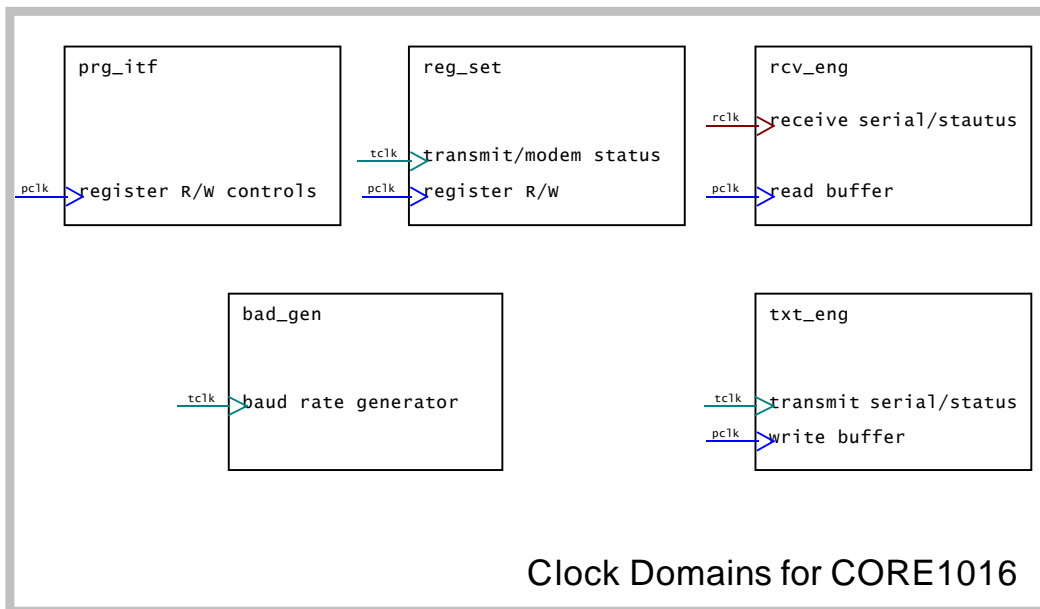 prg_itf
pclk
register R/W controls
reg_set
tclk
transmit/modem status
pclk
register R/W
rcv_eng
rclk
receive serial/stautus
pclk
read buffer
bad_gen
tclk
baud rate generator
txt_eng
tclk
transmit serial/status
pclk
write buffer
Clock Domains for CORE1016